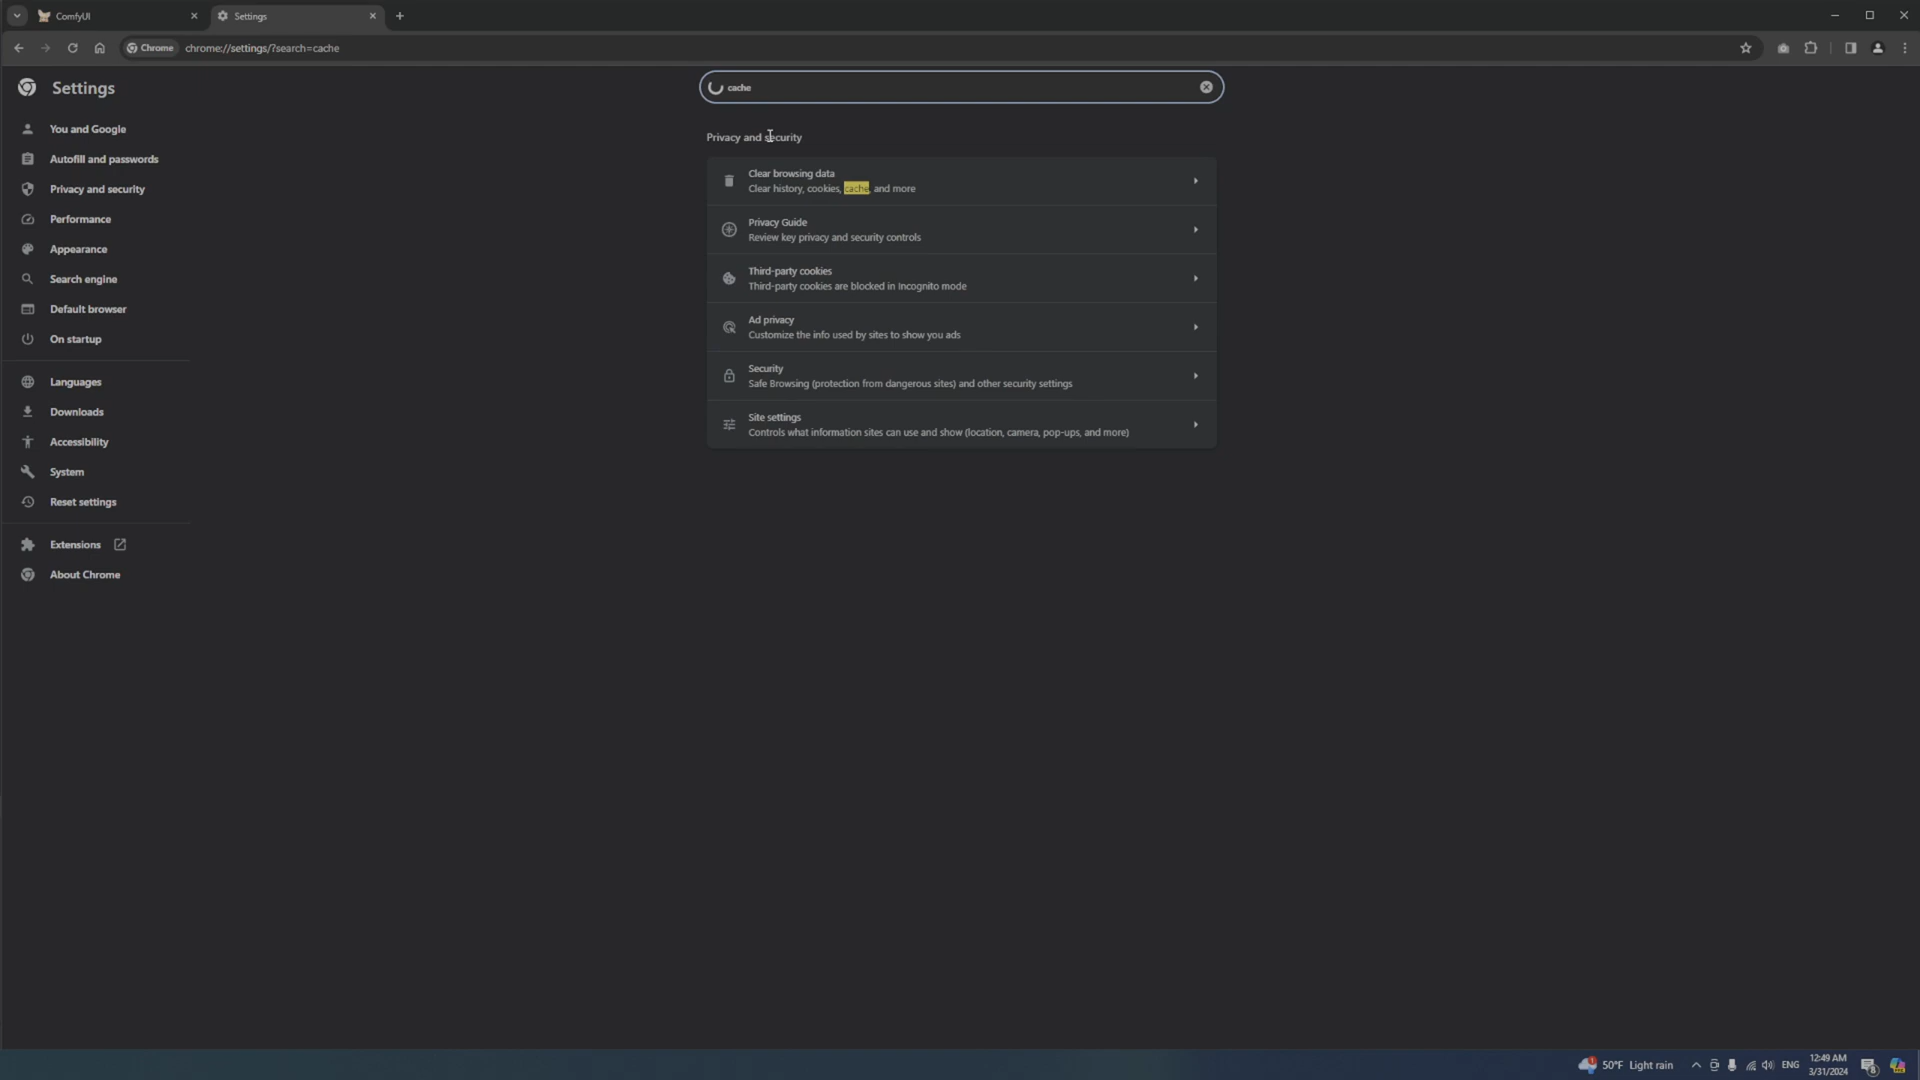 ComfyUI
Settings
Chrome
chrome://settings/?search=cache
Settings
cache
You and Google
Autofill and passwords
Privacy and security
Performance
Appearance
Search engine
Default browser
On startup
Languages
Downloads
Accessibility
System
Reset settings
Extensions
About Chrome
Privacy and security
Clear browsing data
Clear history, cookies, cache, and more
Privacy Guide
Review key privacy and security controls
Third-party cookies
Third-party cookies are blocked in Incognito mode
Ad privacy
Customize the info used by sites to show you ads
Security
Safe Browsing (protection from dangerous sites) and other security settings
Site settings
Controls what information sites can use and show (location, camera, pop-ups, and more)
1
50°F Light rain
ENG
12:49 AM
3/31/2024
8